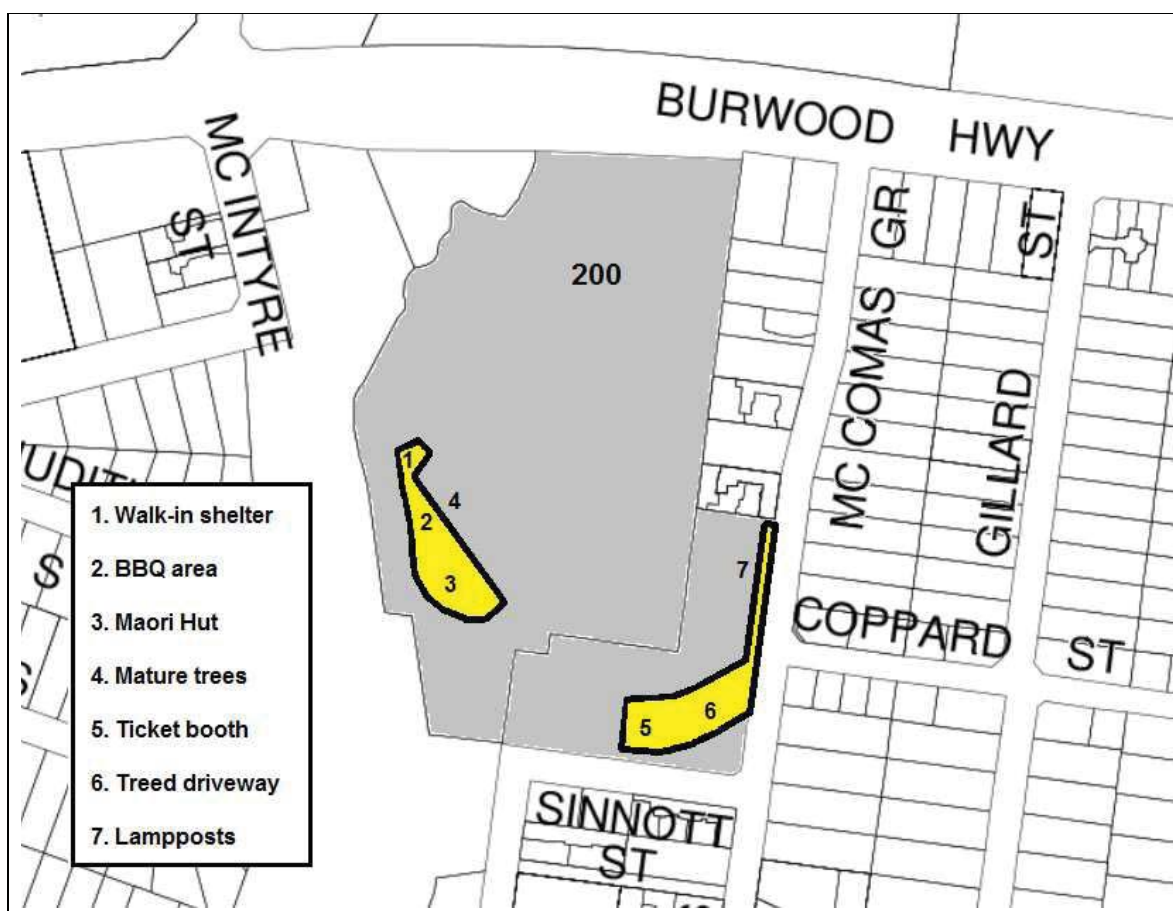 BURWOOD HWY
MC INTYRE
ST
200
MC COMAS GR
GILLARD
ST
1
2
3
4
5
6
7
1. Walk-in shelter
2. BBQ area
3. Maori Hut
4. Mature trees
5. Ticket booth
6. Treed driveway
7. Lampposts
COPPARD ST
SINNOTT
ST
S